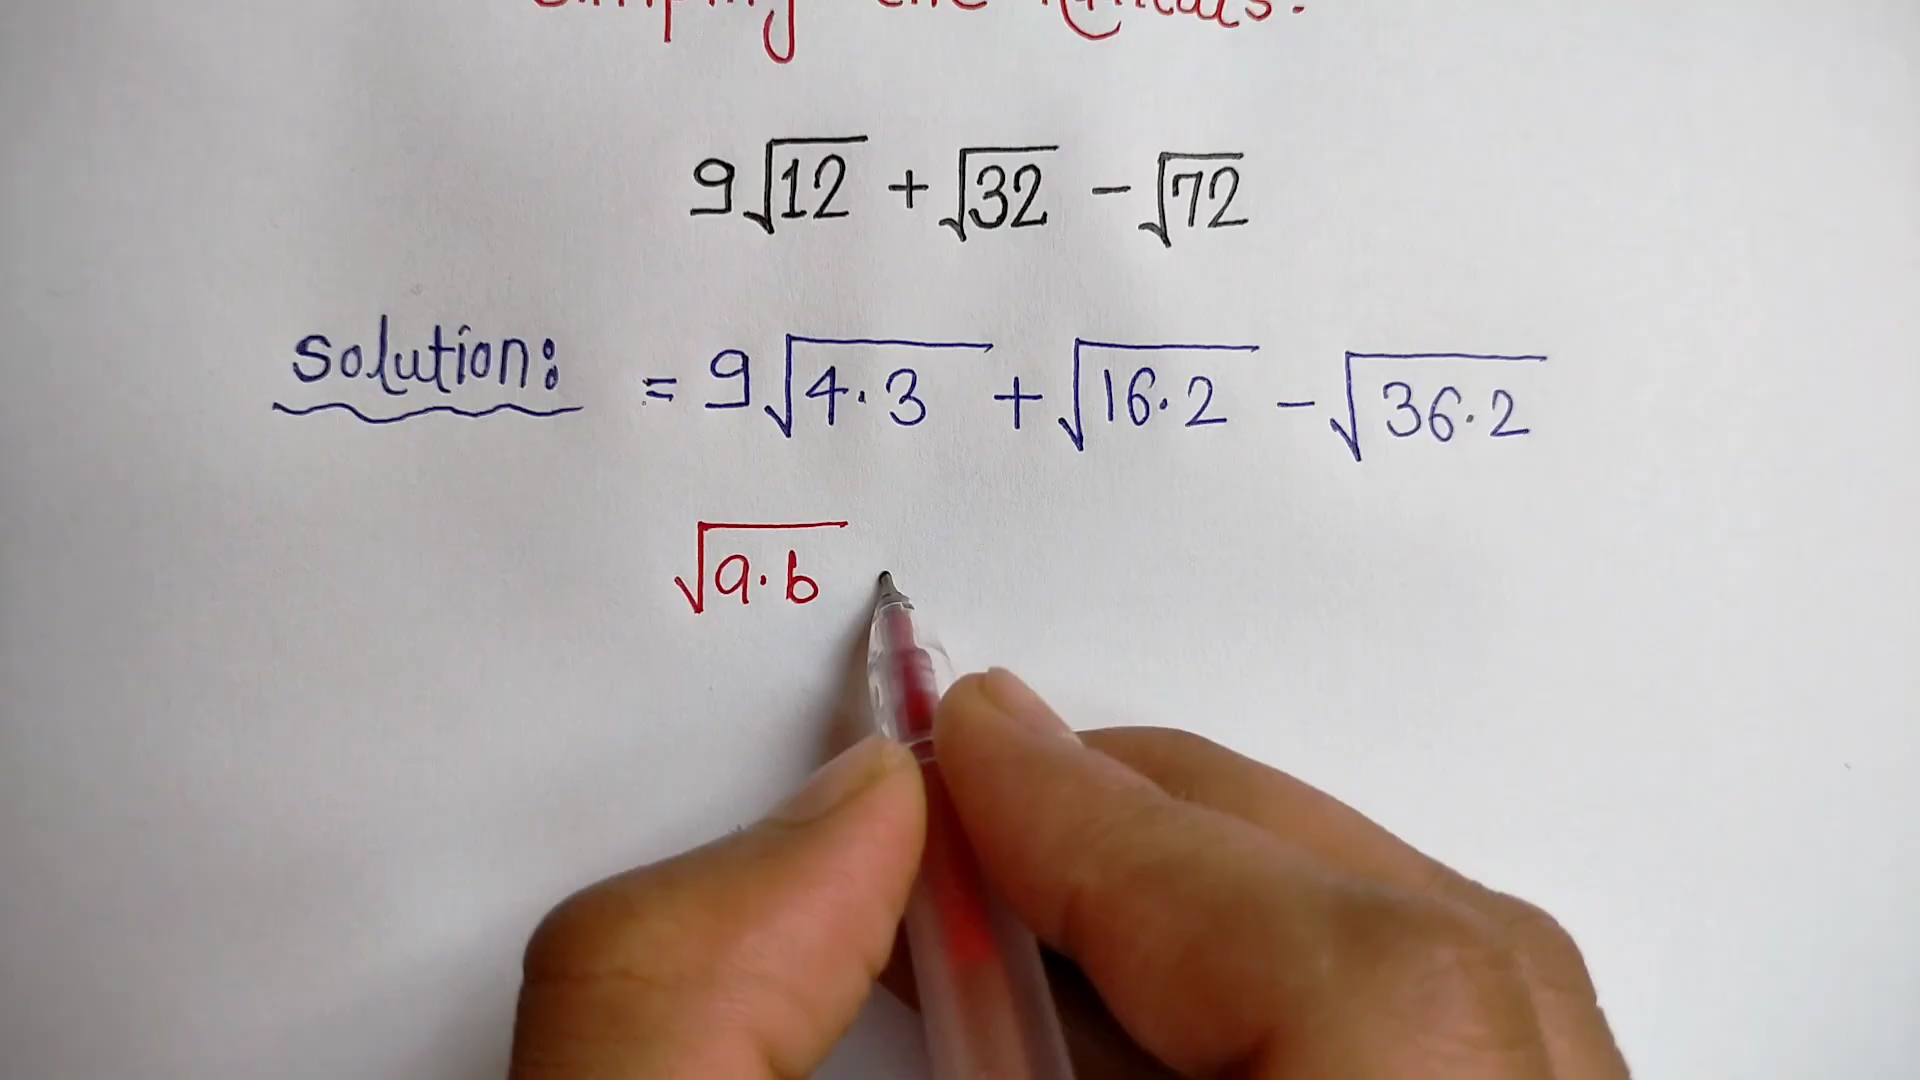 9√12 + √32 - √72
Solution: = 9√4·3 + √16·2 - √36·2
√a·b